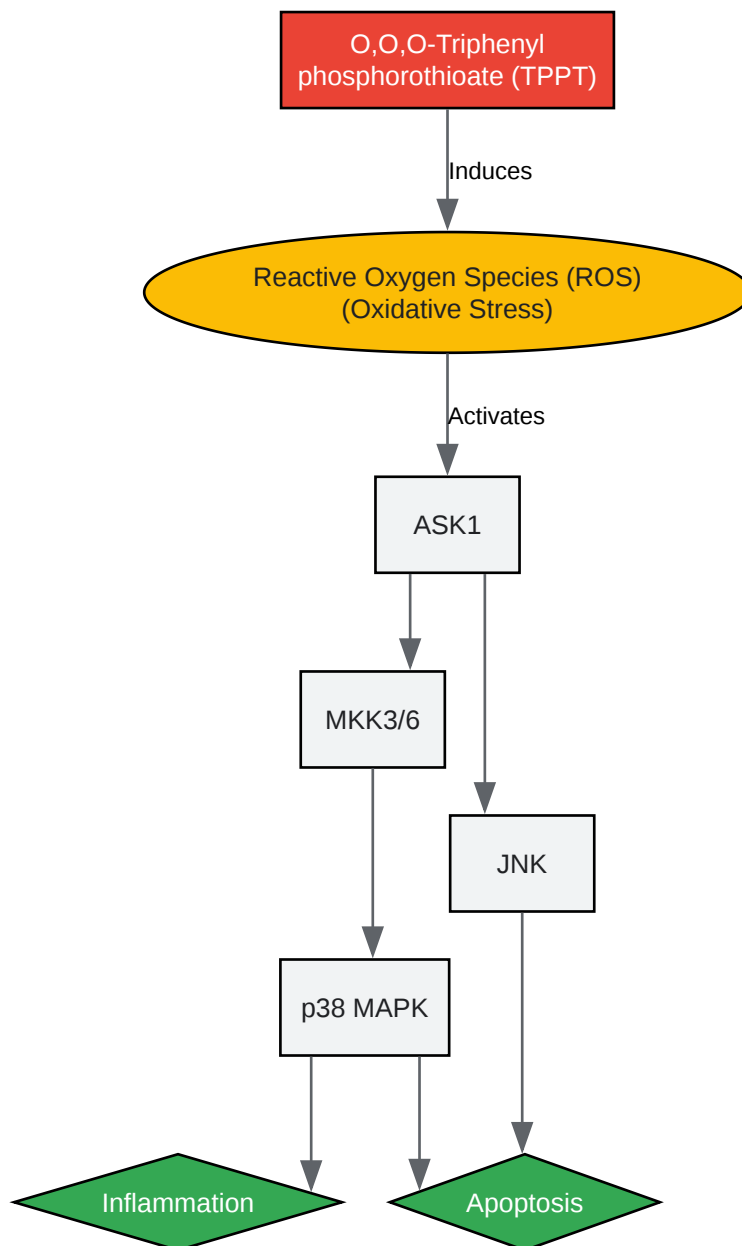 O,O,O-Triphenyl
phosphorothioate (TPPT)
Induces
Reactive Oxygen Species (ROS)
(Oxidative Stress)
Activates
ASK1
MKK3/6
JNK
p38 MAPK
Inflammation
Apoptosis